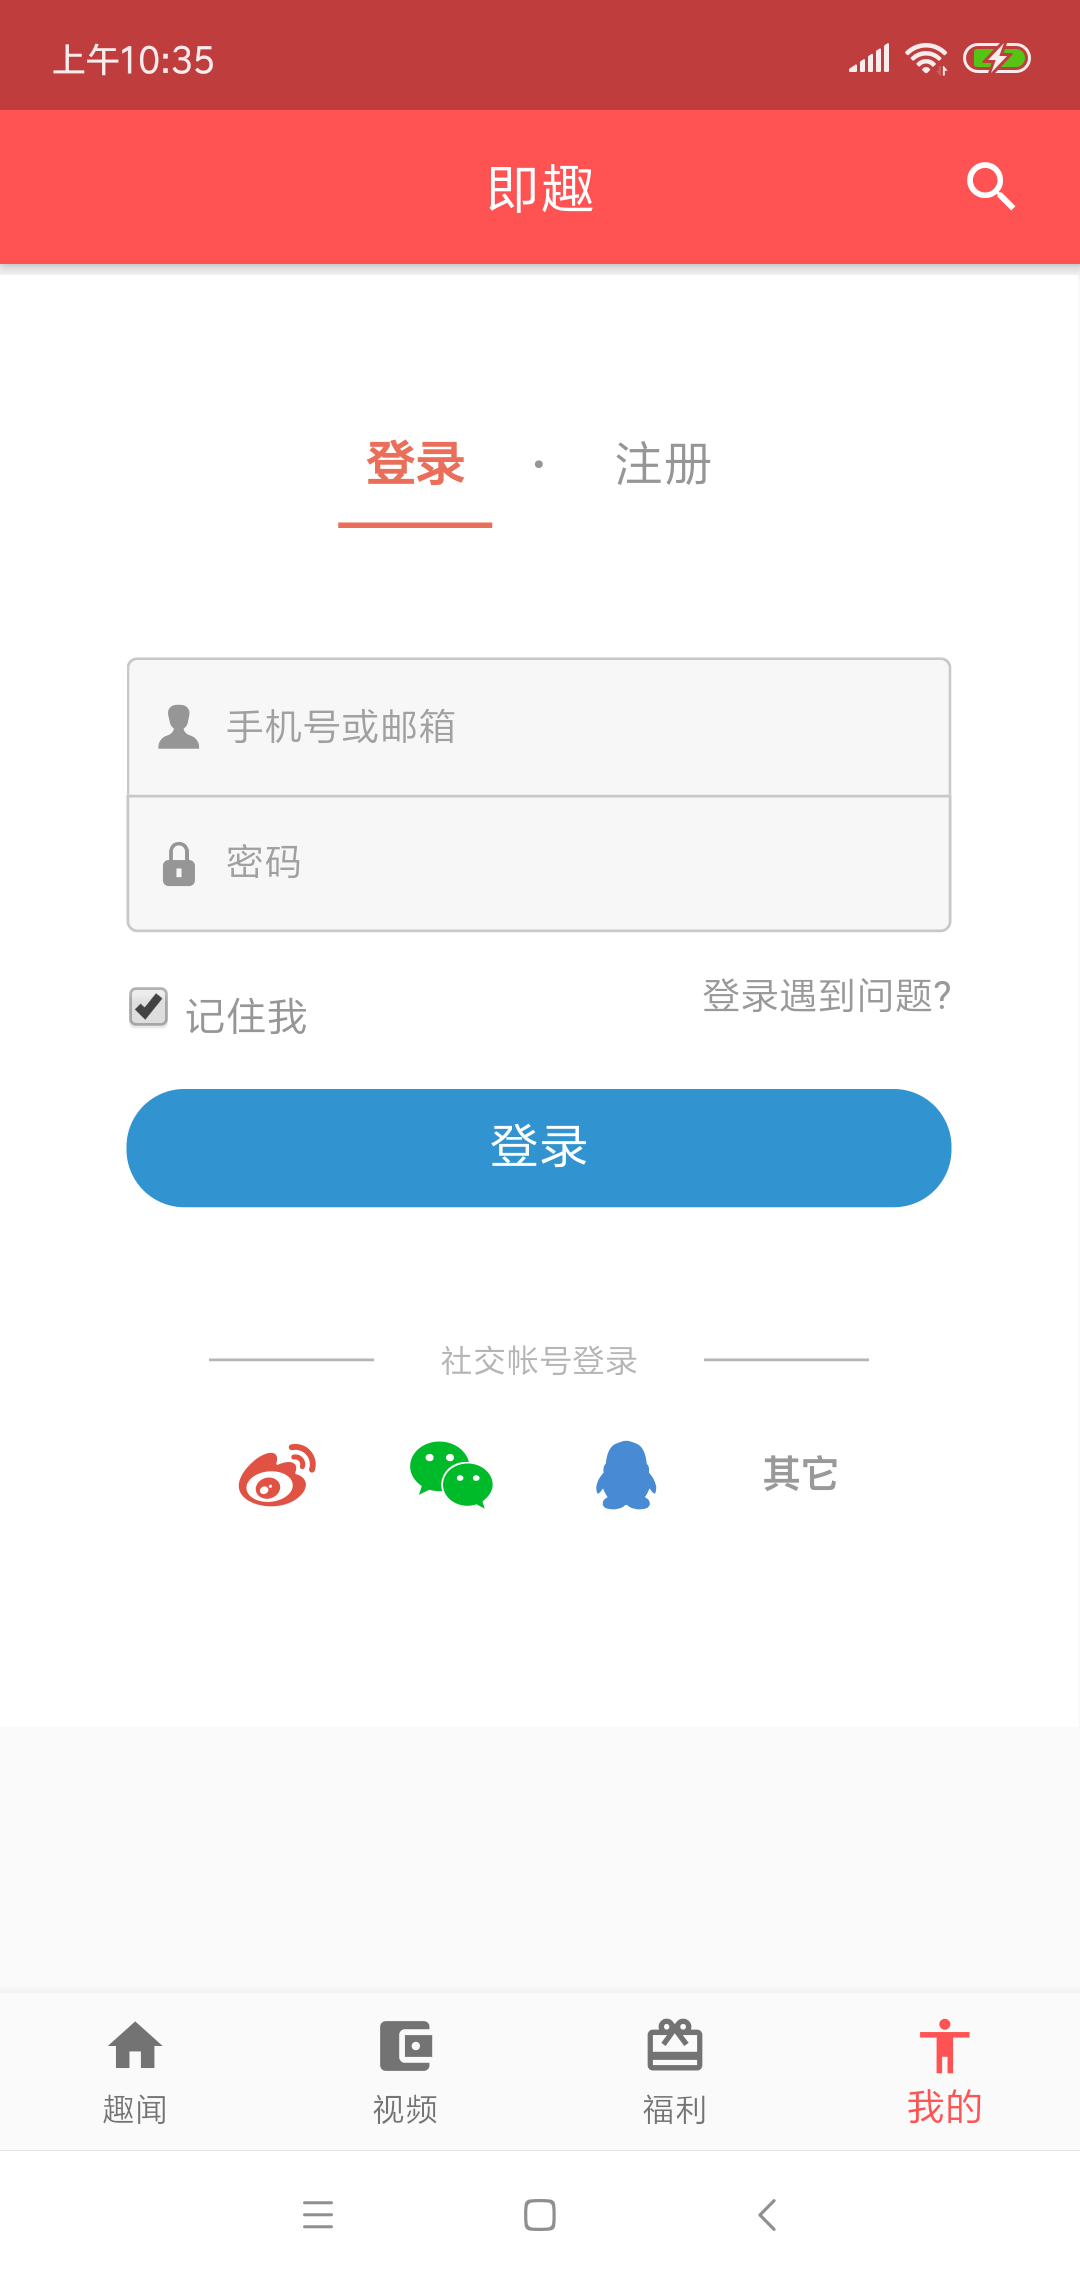 上午10:35
即趣
登录 · 注册
手机号或邮箱
密码
记住我
登录遇到问题?
登录
社交帐号登录
其它
趣闻 视频 福利 我的